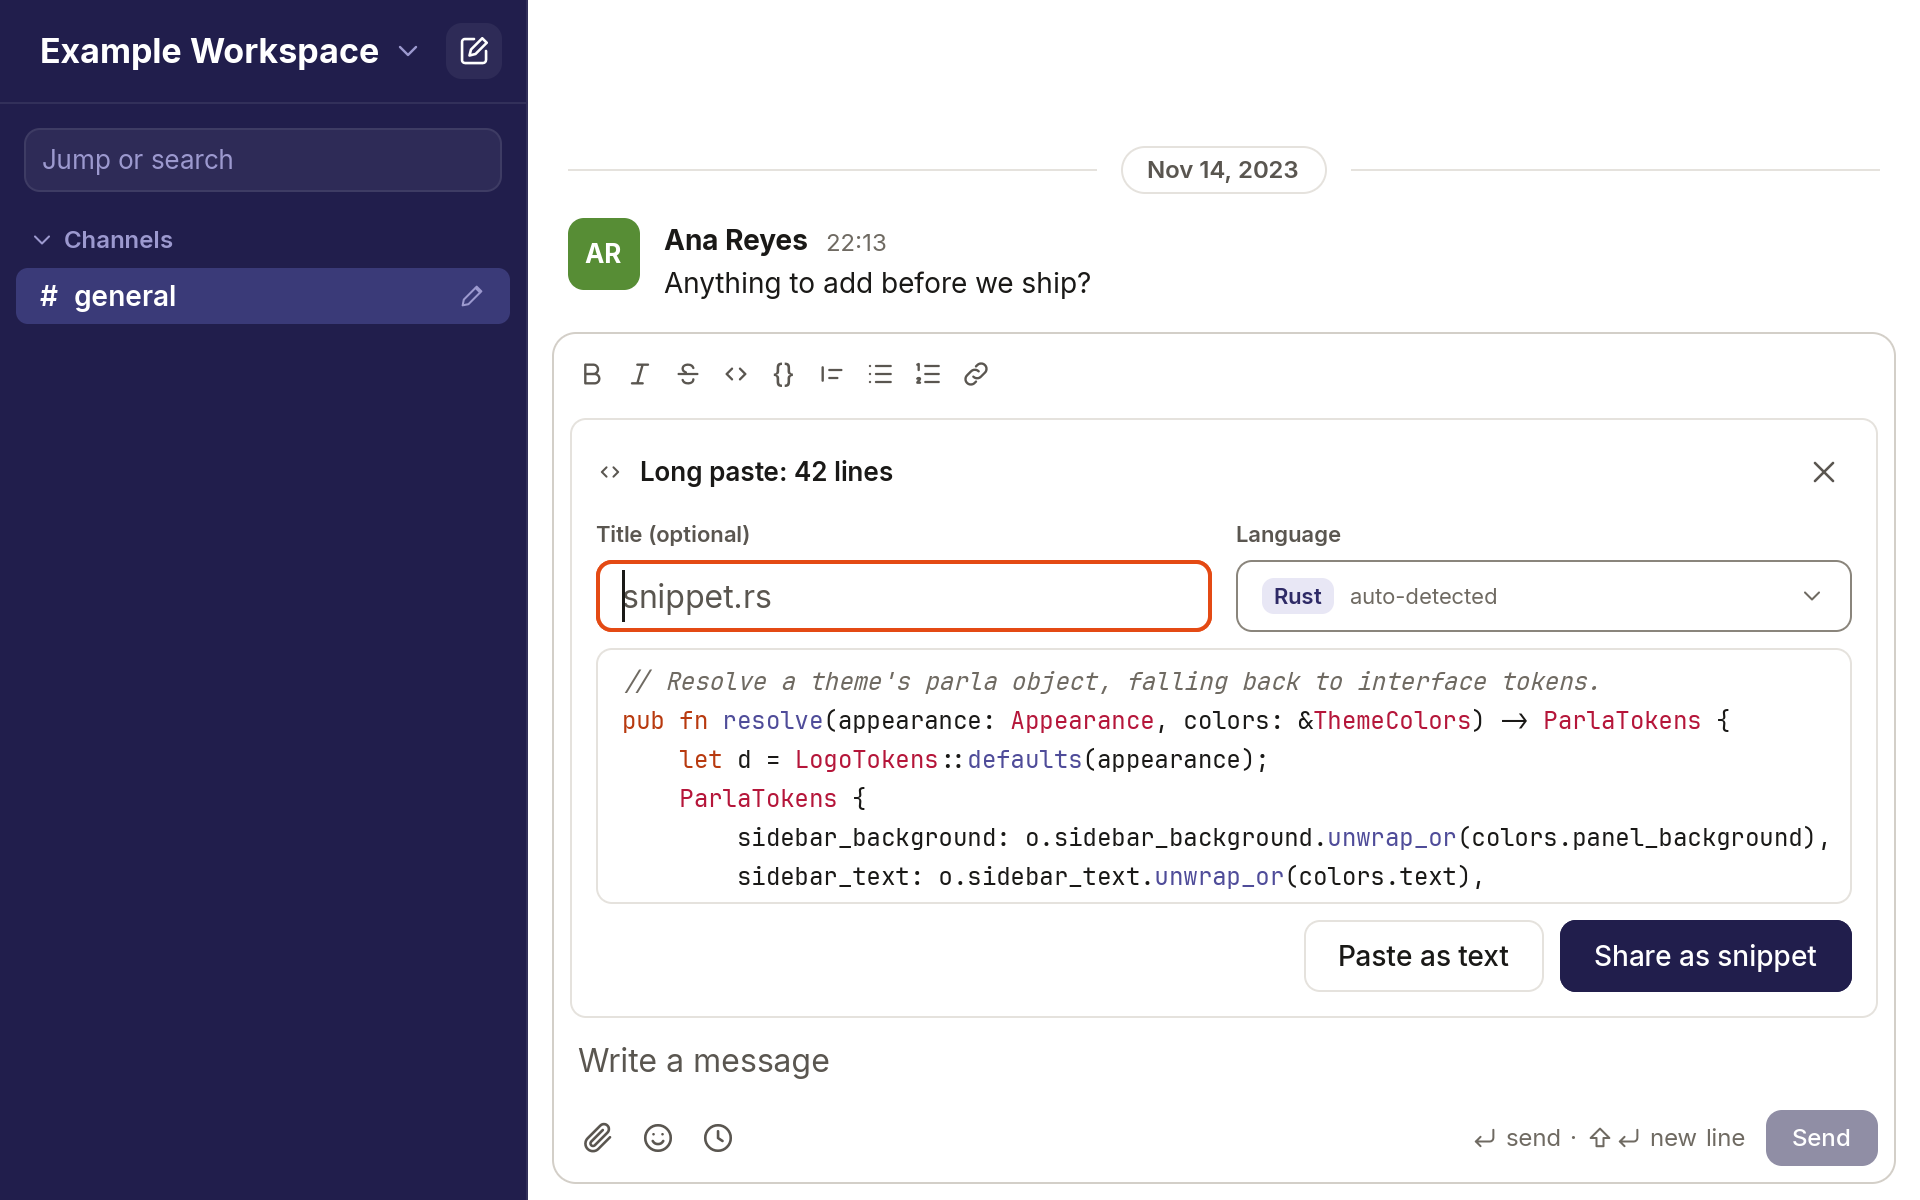 Example Workspace
Jump or search
Channels
# general
Nov 14, 2023
AR
Ana Reyes 22:13
Anything to add before we ship?
Long paste: 42 lines
Title (optional)
Language
snippet.rs
Rust auto-detected
// Resolve a theme's parla object, falling back to interface tokens.
pub fn resolve(appearance: Appearance, colors: &ThemeColors) -> ParlaTokens {
let d = LogoTokens::defaults(appearance);
ParlaTokens {
sidebar_background: o.sidebar_background.unwrap_or(colors.panel_background),
sidebar_text: o.sidebar_text.unwrap_or(colors.text),
Paste as text
Share as snippet
Write a message
send · new line
Send